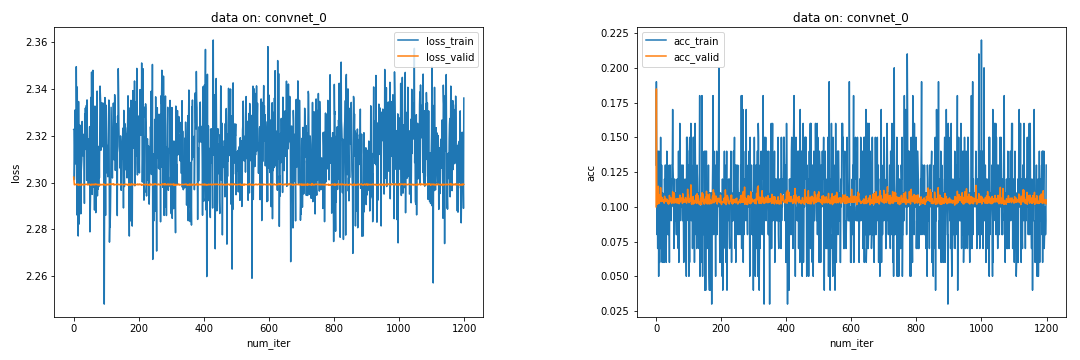 data on: convnet_0
loss_train
loss_valid
2.36
2.34
2.32
2.30
2.28
2.26
loss
0
200
400
600
800
1000
1200
num_iter
data on: convnet_0
acc_train
acc_valid
0.225
0.200
0.175
0.150
0.125
0.100
0.075
0.050
0.025
acc
0
200
400
600
800
1000
1200
num_iter